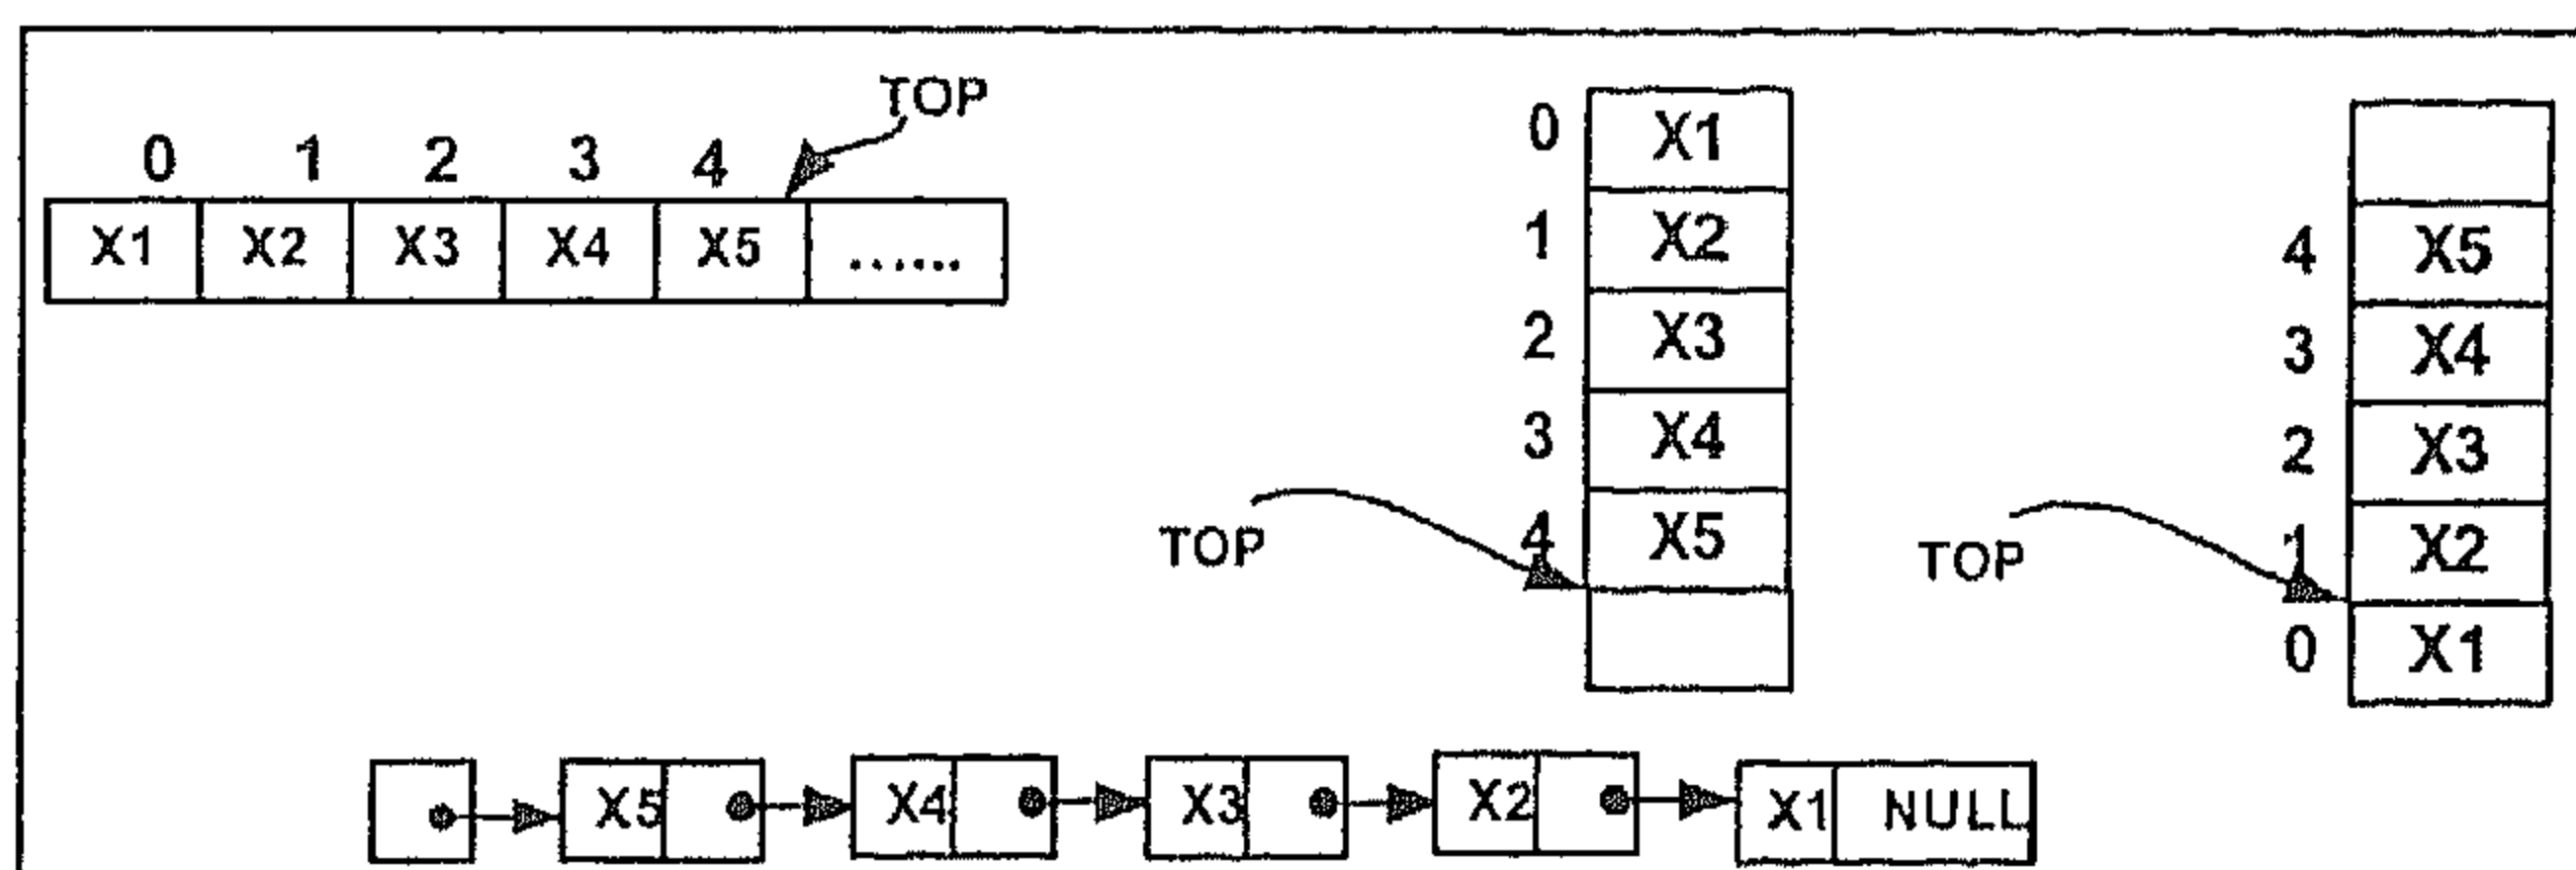 TOP
0 1 2 3 4
X1 X2 X3 X4 X5 ......
0 X1
1 X2
2 X3
3 X4
TOP 4 X5
4 X5
3 X4
2 X3
TOP 1 X2
0 X1
X5 X4 X3 X2 X1 NULL